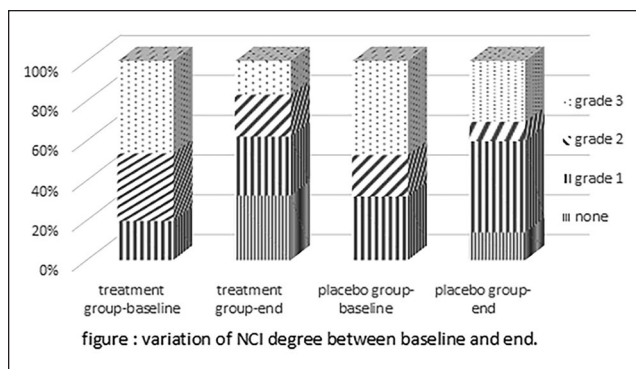 100%
80%
60%
40%
20%
0%
grade 3
grade 2
grade 1
none
treatment
group-baseline
treatment
group-end
placebo group-
baseline
placebo group-
end
figure : variation of NCI degree between baseline and end.